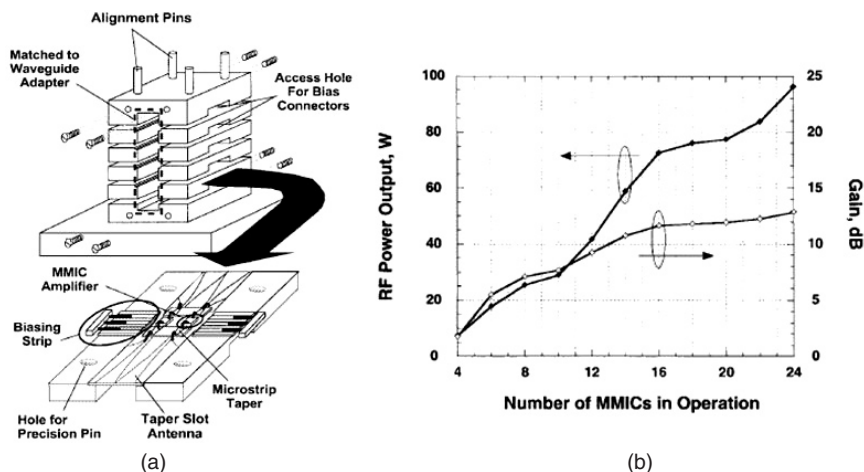 Alignment Pins
Matched to
Waveguide
Adapter
Access Hole
For Bias
Connectors
MMIC
Amplifier
Biasing
Strip
Microstrip
Taper
Hole for
Precision Pin
Taper Slot
Antenna
(a)
100
80
60
40
20
0
RF Power Output, W
25
20
15
10
5
0
Gain, dB
4 8 12 16 20 24
Number of MMICs in Operation
(b)